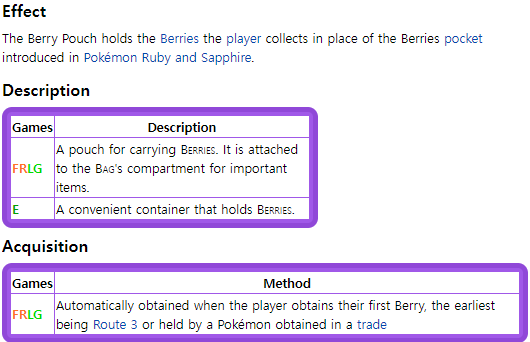 Effect
The Berry Pouch holds the Berries the player collects in place of the Berries pocket
introduced in Pokémon Ruby and Sapphire.
Description
Games Description
FRLG A pouch for carrying BERRIES. It is attached
to the BAG's compartment for important
items.
E A convenient container that holds BERRIES.
Acquisition
Games Method
FRLG Automatically obtained when the player obtains their first Berry, the earliest
being Route 3 or held by a Pokémon obtained in a trade